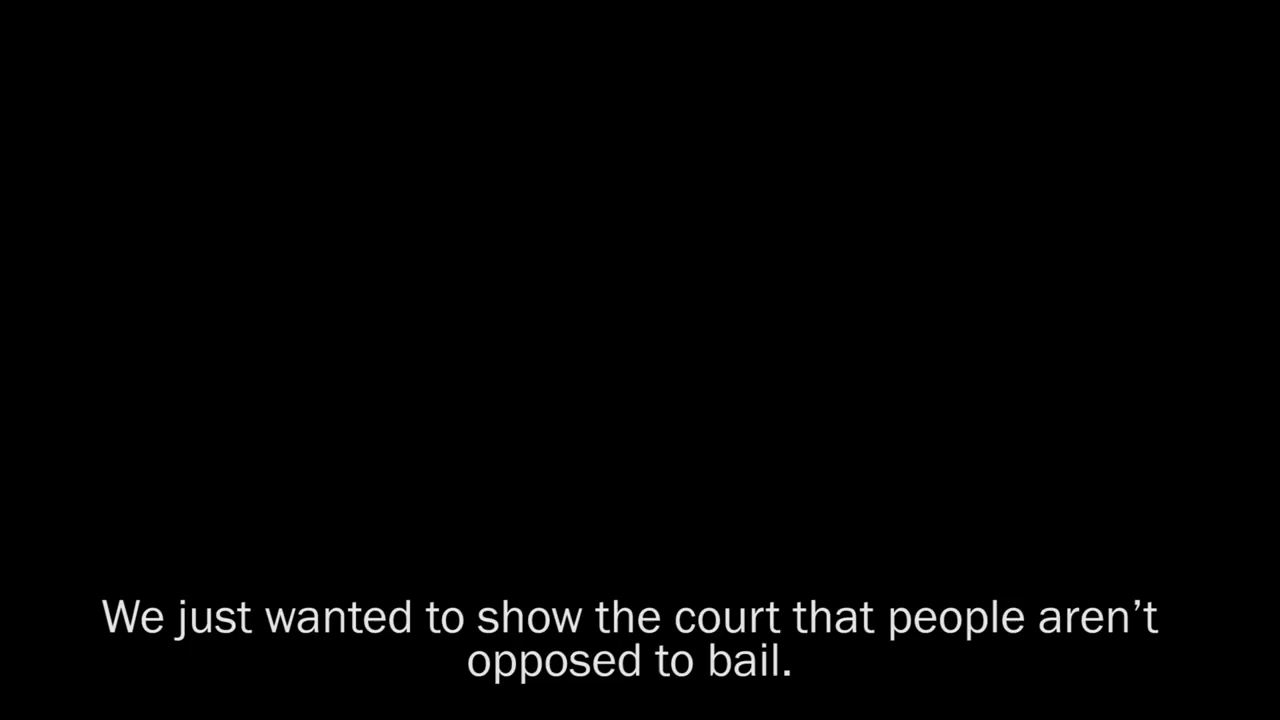 We just wanted to show the court that people aren’t
opposed to bail.